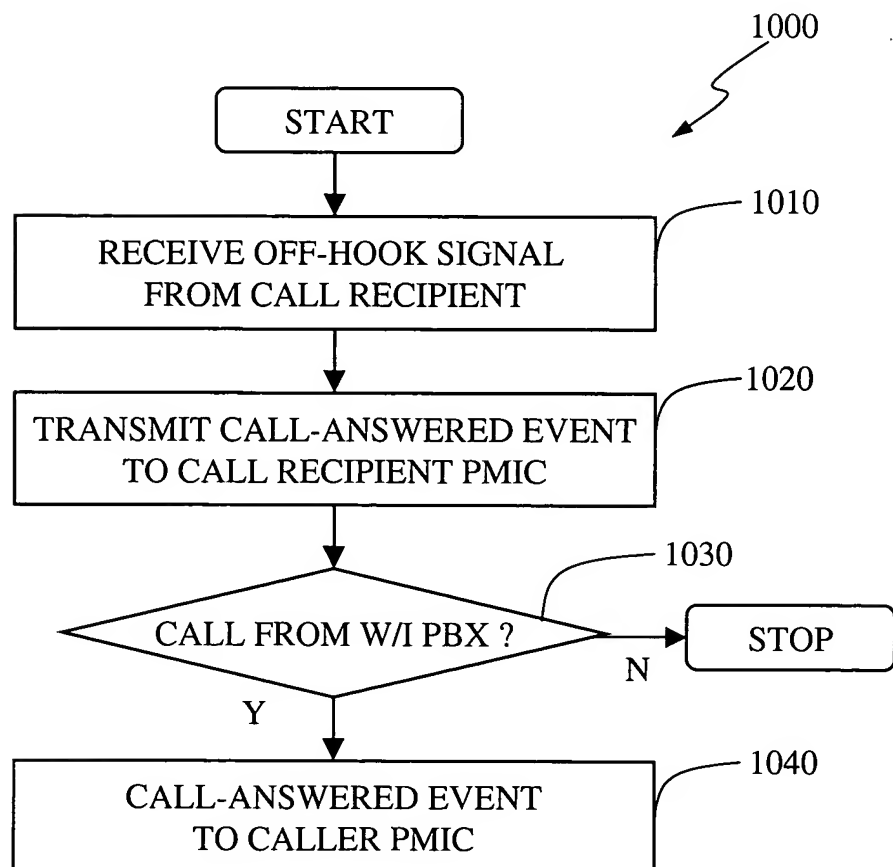 1000
START
1010
RECEIVE OFF-HOOK SIGNAL
FROM CALL RECIPIENT
1020
TRANSMIT CALL-ANSWERED EVENT
TO CALL RECIPIENT PMIC
1030
CALL FROM W/I PBX ?
STOP
N
Y
1040
CALL-ANSWERED EVENT
TO CALLER PMIC